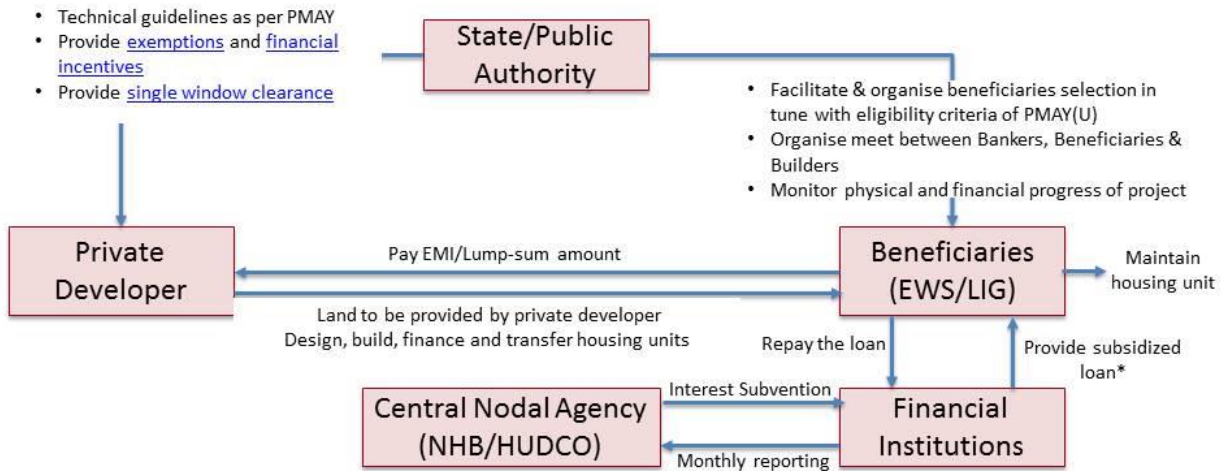 • Technical guidelines as per PMAY
• Provide exemptions and financial
incentives
• Provide single window clearance
State/Public
Authority
• Facilitate & organise beneficiaries selection in
tune with eligibility criteria of PMAY(U)
• Organise meet between Bankers, Beneficiaries &
Builders
• Monitor physical and financial progress of project
Private
Developer
Pay EMI/Lump-sum amount
Beneficiaries
(EWS/LIG)
Maintain
housing unit
Land to be provided by private developer
Design, build, finance and transfer housing units
Repay the loan
Provide subsidized
loan*
Central Nodal Agency
(NHB/HUDCO)
Interest Subvention
Monthly reporting
Financial
Institutions